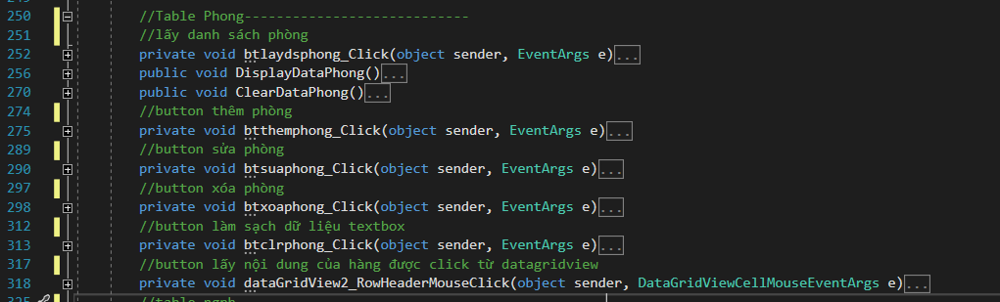 250 //Table Phong----------------------------
251 //lấy danh sách phòng
252 private void btlaydsphong_Click(object sender, EventArgs e)...
256 public void DisplayDataPhong()...
270 public void ClearDataPhong()...
274 //button thêm phòng
275 private void btthemphong_Click(object sender, EventArgs e)...
289 //button sửa phòng
290 private void btsuaphong_Click(object sender, EventArgs e)...
297 //button xóa phòng
298 private void btxoaphong_Click(object sender, EventArgs e)...
312 //button làm sạch dữ liệu textbox
313 private void btclrphong_Click(object sender, EventArgs e)...
317 //button lấy nội dung của hàng được click từ datagridview
318 private void dataGridView2_RowHeaderMouseClick(object sender, DataGridViewCellMouseEventArgs e)...